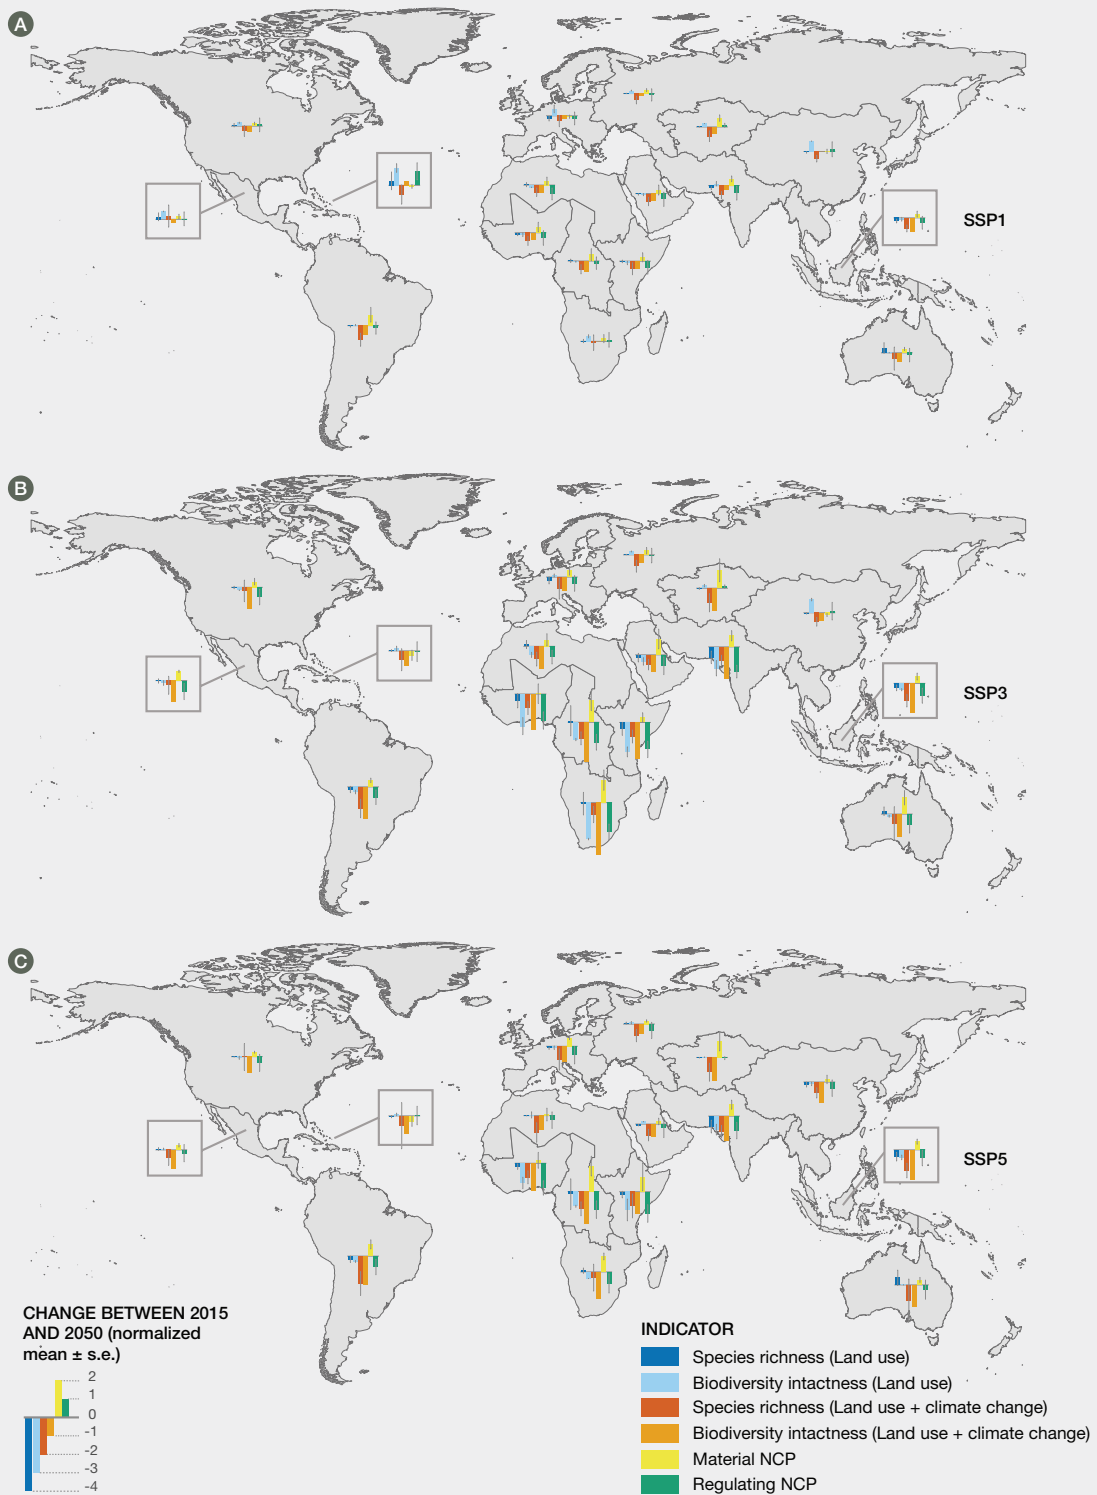 A
SSP1
B
SSP3
C
SSP5
CHANGE BETWEEN 2015
AND 2050 (normalized
mean ± s.e.)
2
1
0
-1
-2
-3
-4
INDICATOR
Species richness (Land use)
Biodiversity intactness (Land use)
Species richness (Land use + climate change)
Biodiversity intactness (Land use + climate change)
Material NCP
Regulating NCP